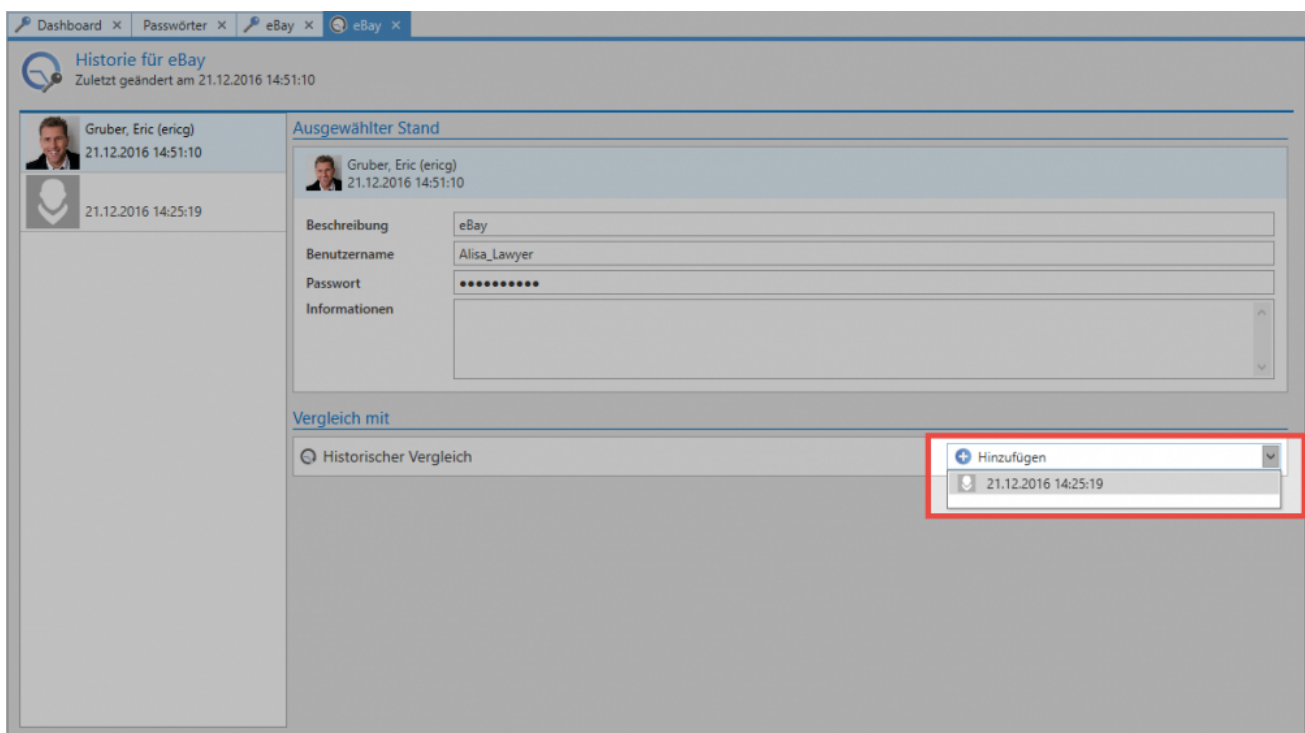 Dashboard × Passwörter × eBay × eBay ×
Historie für eBay
Zuletzt geändert am 21.12.2016 14:51:10
Gruber, Eric (ericg)
21.12.2016 14:51:10
21.12.2016 14:25:19
Ausgewählter Stand
Gruber, Eric (ericg)
21.12.2016 14:51:10
Beschreibung eBay
Benutzername Alisa_Lawyer
Passwort ●●●●●●●●●●
Informationen
Vergleich mit
Historischer Vergleich Hinzufügen
21.12.2016 14:25:19